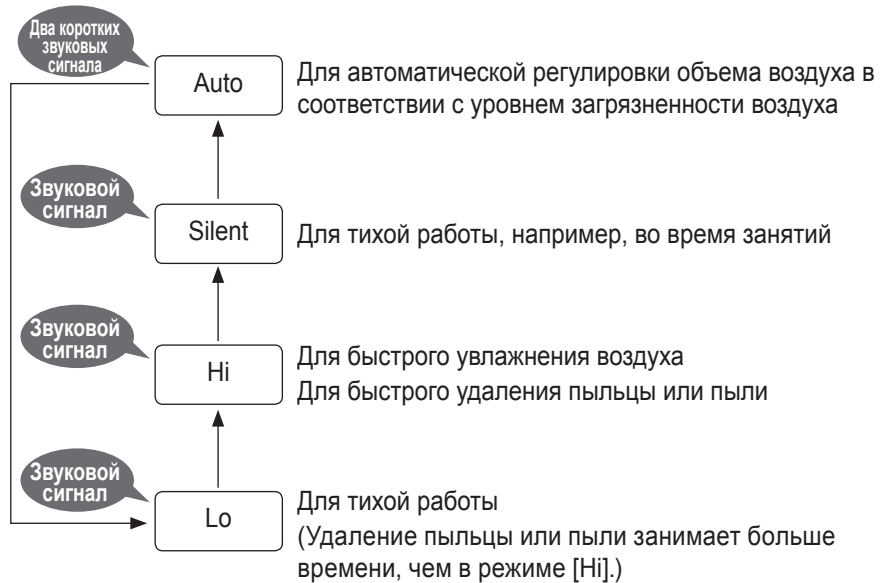 Два коротких
звуковых
сигнала
Auto
Для автоматической регулировки объема воздуха в
соответствии с уровнем загрязненности воздуха
Звуковой
сигнал
Silent
Для тихой работы, например, во время занятий
Звуковой
сигнал
Hi
Для быстрого увлажнения воздуха
Для быстрого удаления пыльцы или пыли
Звуковой
сигнал
Lo
Для тихой работы
(Удаление пыльцы или пыли занимает больше
времени, чем в режиме [Hi].)